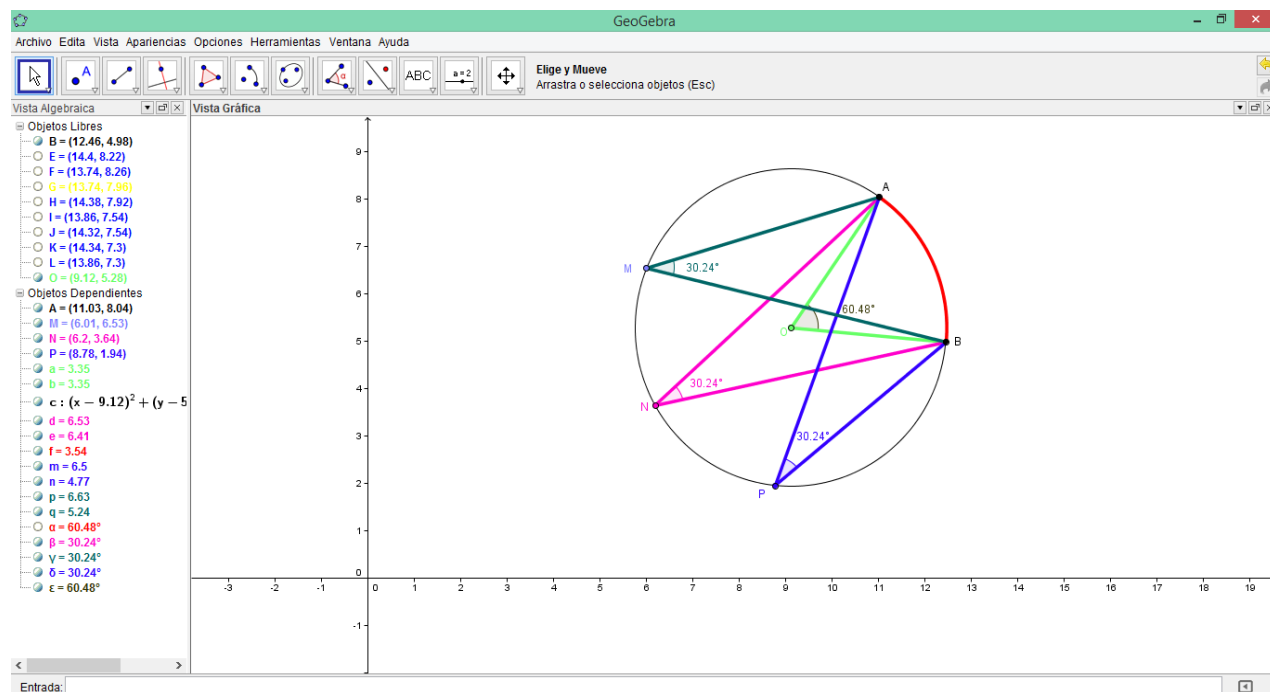 GeoGebra
Archivo Edita Vista Apariencias Opciones Herramientas Ventana Ayuda
A
α
ABC
a = 2
Elige y Mueve
Arrastra o selecciona objetos (Esc)
Vista Algebraica
Objetos Libres
B = (12.46, 4.98)
E = (14.4, 8.22)
F = (13.74, 8.26)
G = (13.74, 7.96)
H = (14.38, 7.92)
I = (13.86, 7.54)
J = (14.32, 7.54)
K = (14.34, 7.3)
L = (13.86, 7.3)
O = (9.12, 5.28)
Objetos Dependientes
A = (11.03, 8.04)
M = (6.01, 6.53)
N = (6.2, 3.64)
P = (8.78, 1.94)
a = 3.35
b = 3.35
c : (x − 9.12)² + (y − 5
d = 6.53
e = 6.41
f = 3.54
m = 6.5
n = 4.77
p = 6.63
q = 5.24
α = 60.48°
β = 30.24°
γ = 30.24°
δ = 30.24°
ε = 60.48°
Vista Gráfica
9
8
7
6
5
4
3
2
1
0
-1
-3 -2 -1 0 1 2 3 4 5 6 7 8 9 10 11 12 13 14 15 16 17 18 19
A
M
30.24°
60.48°
O
B
30.24°
N
30.24°
P
Entrada: